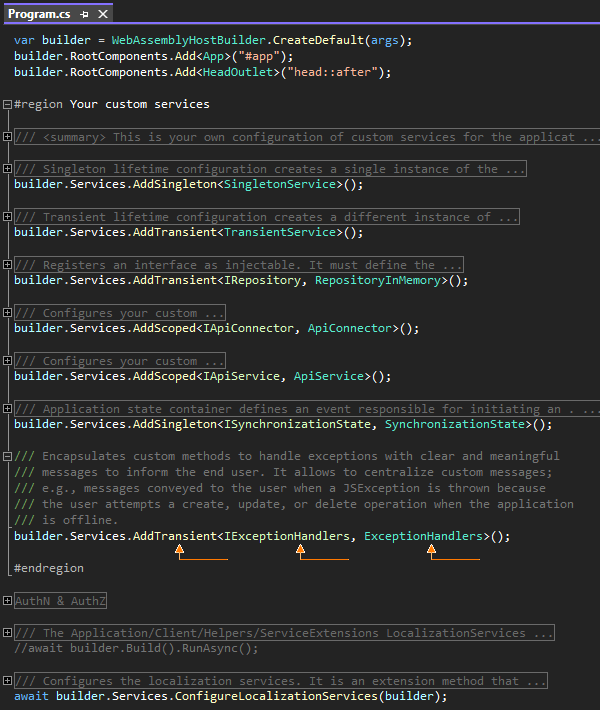 Program.cs
var builder = WebAssemblyHostBuilder.CreateDefault(args);
builder.RootComponents.Add<App>("#app");
builder.RootComponents.Add<HeadOutlet>("head::after");
#region Your custom services
/// <summary> This is your own configuration of custom services for the applicat ...
/// Singleton lifetime configuration creates a single instance of the ...
builder.Services.AddSingleton<SingletonService>();
/// Transient lifetime configuration creates a different instance of ...
builder.Services.AddTransient<TransientService>();
/// Registers an interface as injectable. It must define the ...
builder.Services.AddTransient<IRepository, RepositoryInMemory>();
/// Configures your custom ...
builder.Services.AddScoped<IApiConnector, ApiConnector>();
/// Configures your custom ...
builder.Services.AddScoped<IApiService, ApiService>();
/// Application state container defines an event responsible for initiating an . ...
builder.Services.AddSingleton<ISynchronizationState, SynchronizationState>();
/// Encapsulates custom methods to handle exceptions with clear and meaningful
/// messages to inform the end user. It allows to centralize custom messages;
/// e.g., messages conveyed to the user when a JSException is thrown because
/// the user attempts a create, update, or delete operation when the application
/// is offline.
builder.Services.AddTransient<IExceptionHandlers, ExceptionHandlers>();
#endregion
AuthN & AuthZ
/// The Application/Client/Helpers/ServiceExtensions LocalizationServices ...
//await builder.Build().RunAsync();
/// Configures the localization services. It is an extension method that ...
await builder.Services.ConfigureLocalizationServices(builder);